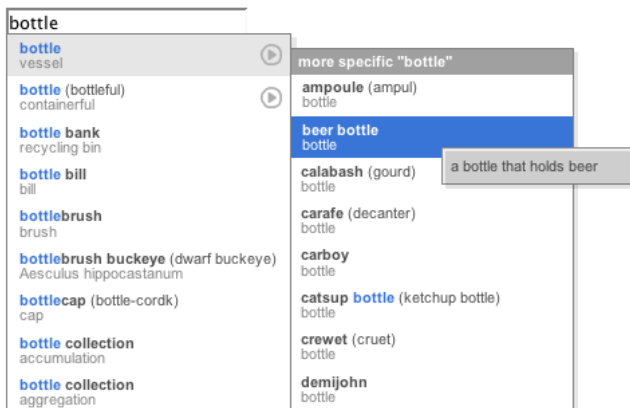 bottle
bottle
vessel
bottle (bottleful)
containerful
bottle bank
recycling bin
bottle bill
bill
bottlebrush
brush
bottlebrush buckeye (dwarf buckeye)
Aesculus hippocastanum
bottlecap (bottle-cordk)
cap
bottle collection
accumulation
bottle collection
aggregation
more specific "bottle"
ampoule (ampul)
bottle
beer bottle
bottle
a bottle that holds beer
calabash (gourd)
bottle
carafe (decanter)
bottle
carboy
bottle
catsup bottle (ketchup bottle)
bottle
crewet (cruet)
bottle
demijohn
bottle